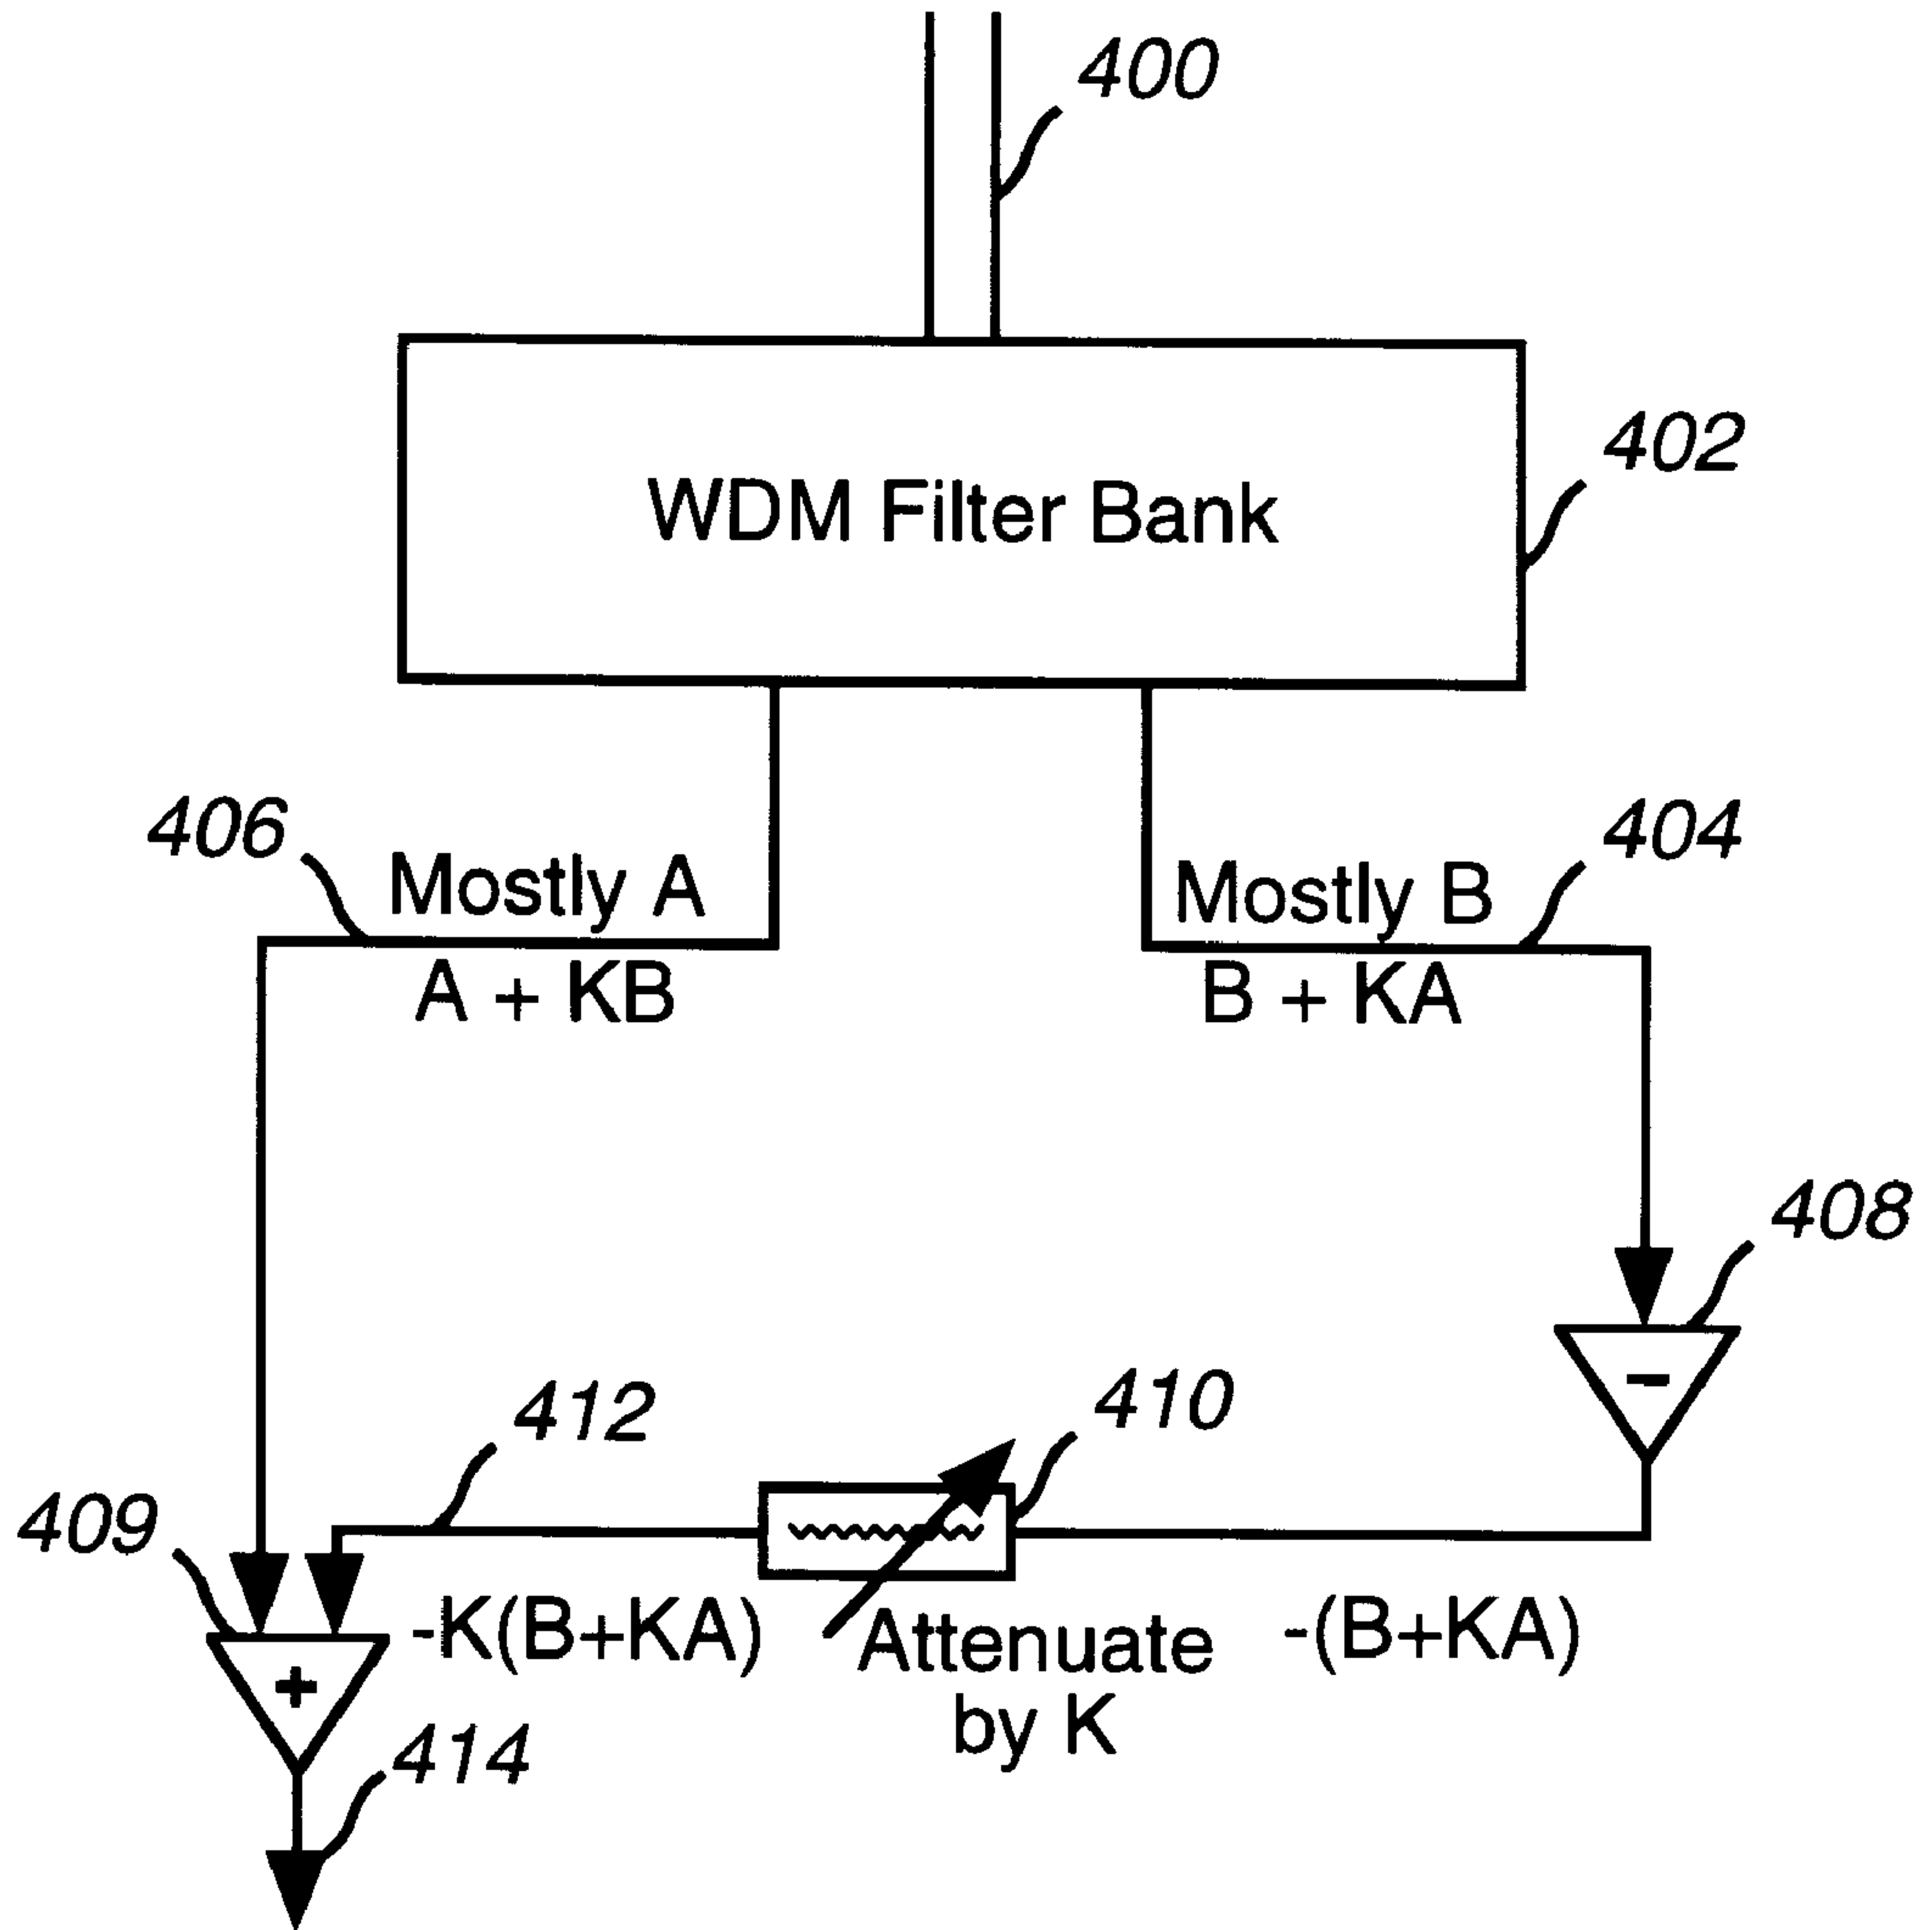 400
402
WDM Filter Bank
406
404
Mostly A
Mostly B
A + KB
B + KA
408
412
410
409
-
-K(B+KA)
Attenuate
by K
-(B+KA)
+
414